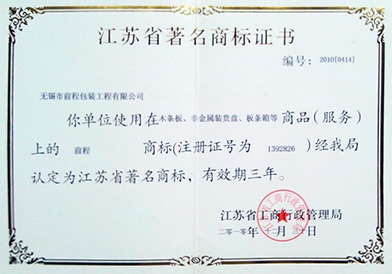 江苏省著名商标证书
编号：2010[0414]
无锡市前程包装工程有限公司
你单位使用在木条板、非金属装货盘、板条箱等商品（服务）
上的 前程 商标(注册证号为 1392826 )经我局
认定为江苏省著名商标，有效期三年。
江苏省工商行政管理局
二〇一〇年十二月三十日